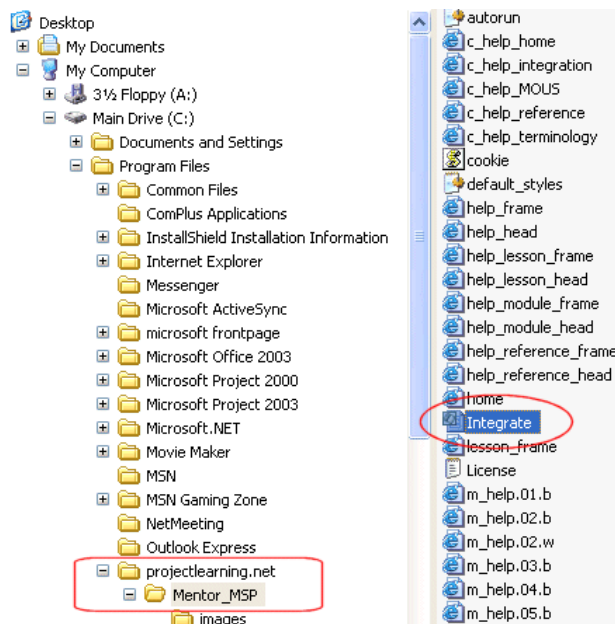 Desktop
My Documents
My Computer
3½ Floppy (A:)
Main Drive (C:)
Documents and Settings
Program Files
Common Files
ComPlus Applications
InstallShield Installation Information
Internet Explorer
Messenger
Microsoft ActiveSync
microsoft frontpage
Microsoft Office 2003
Microsoft Project 2000
Microsoft Project 2003
Microsoft.NET
Movie Maker
MSN
MSN Gaming Zone
NetMeeting
Outlook Express
projectlearning.net
Mentor_MSP
images
autorun
c_help_home
c_help_integration
c_help_MOUS
c_help_reference
c_help_terminology
cookie
default_styles
help_frame
help_head
help_lesson_frame
help_lesson_head
help_module_frame
help_module_head
help_reference_frame
help_reference_head
home
Integrate
lesson_frame
License
m_help.01.b
m_help.02.b
m_help.02.w
m_help.03.b
m_help.04.b
m_help.05.b